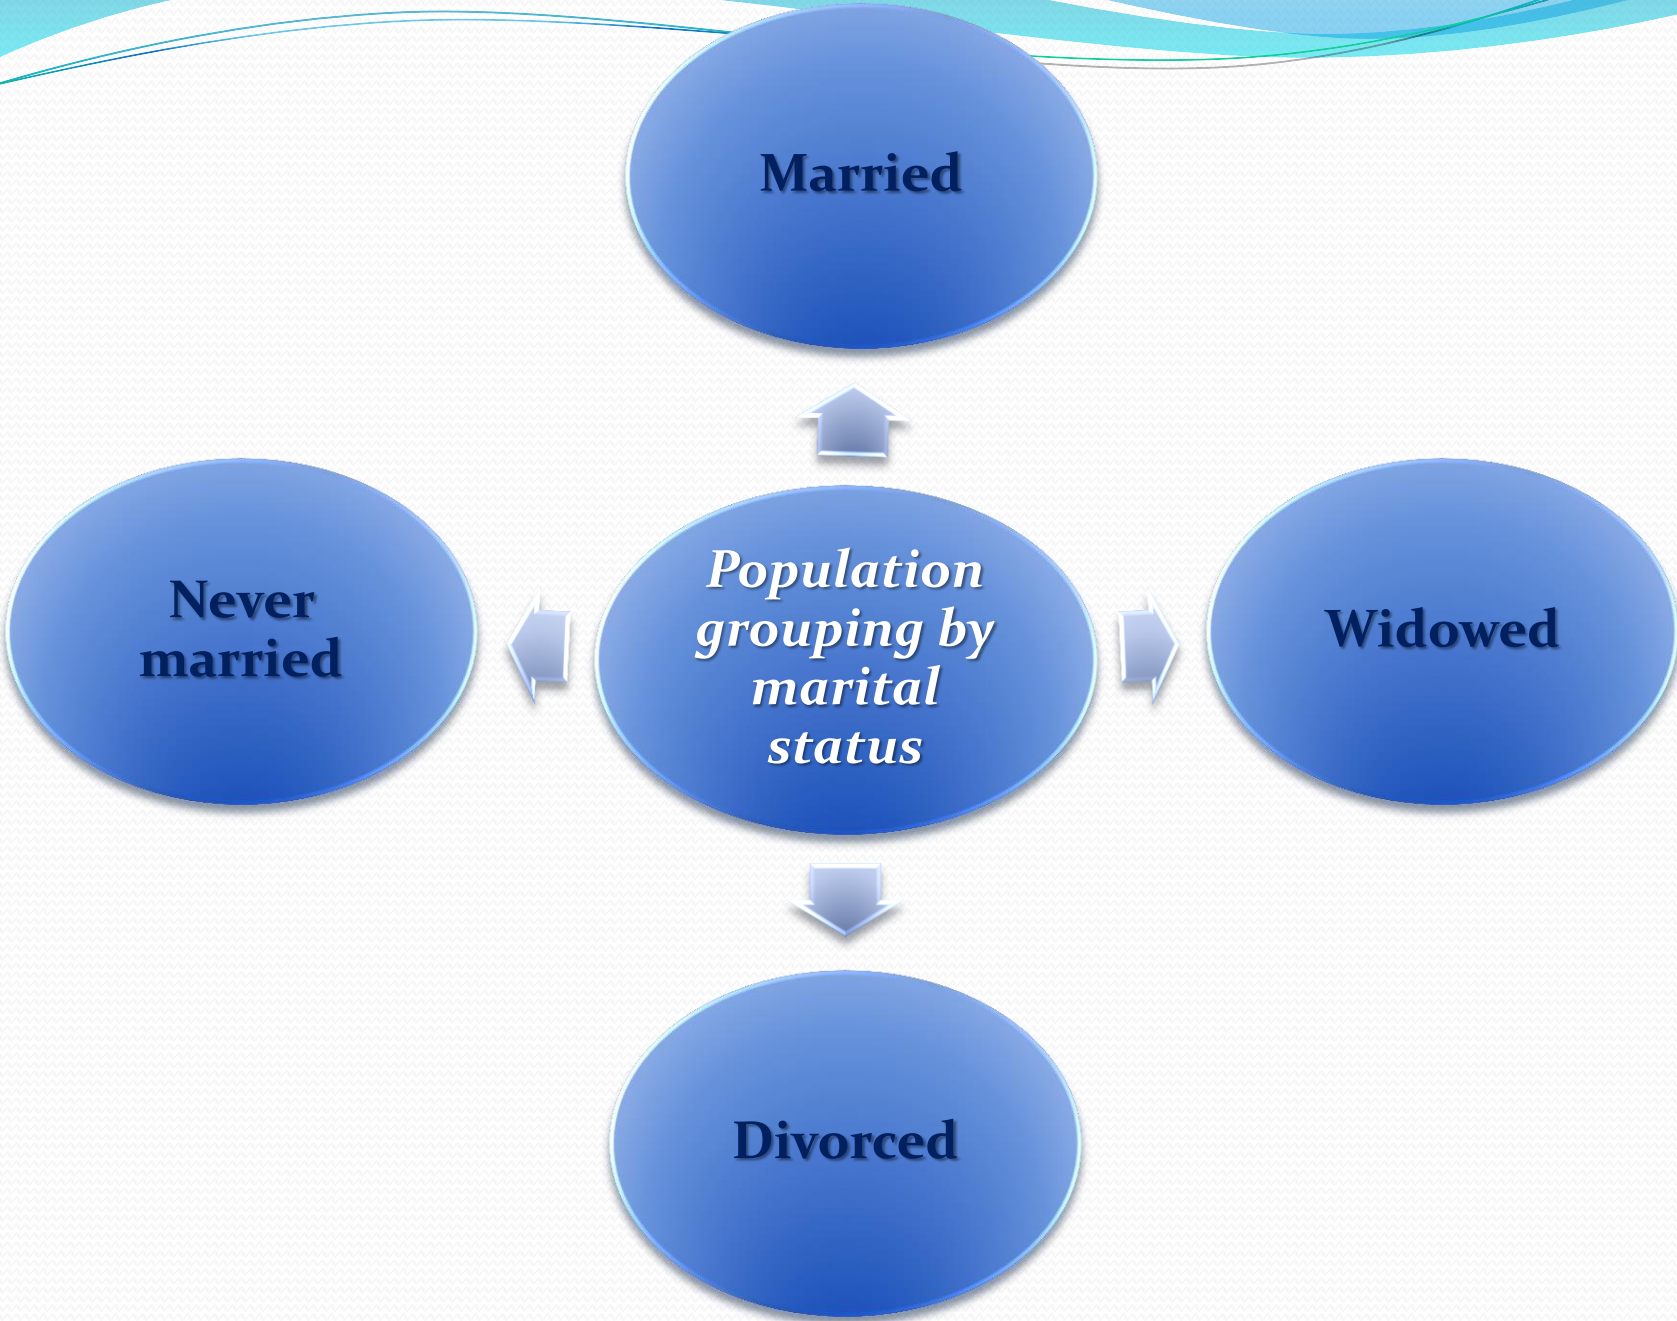 Married
Never
married
Population
grouping by
marital
status
Widowed
Divorced